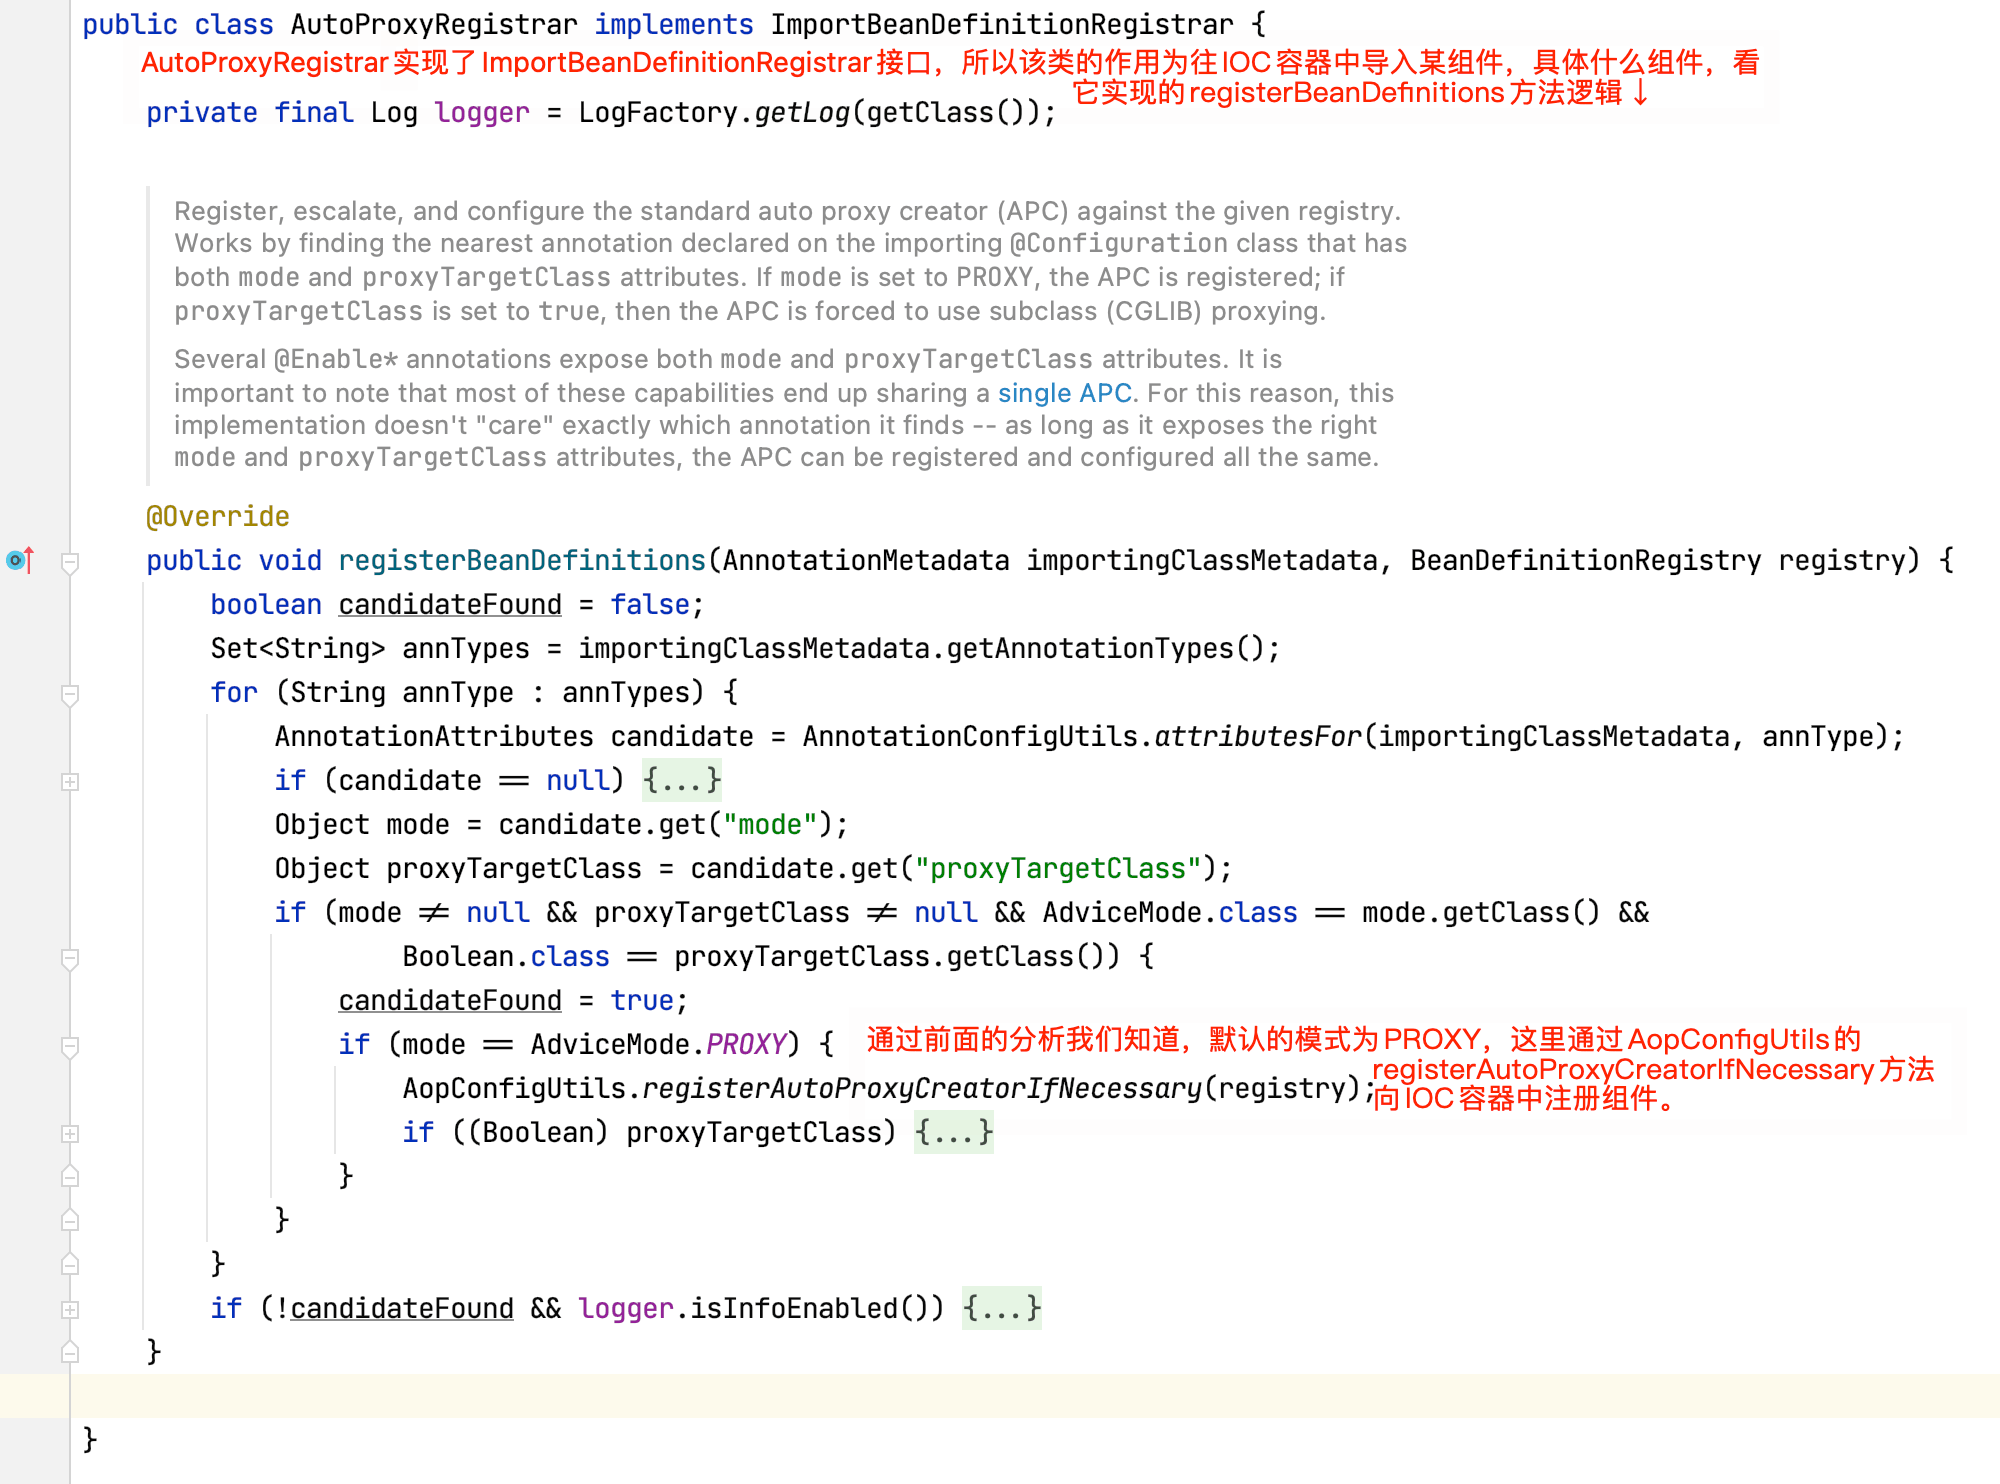 public class AutoProxyRegistrar implements ImportBeanDefinitionRegistrar {
AutoProxyRegistrar实现了ImportBeanDefinitionRegistrar接口，所以该类的作用为往IOC容器中导入某组件，具体什么组件，看
它实现的registerBeanDefinitions方法逻辑↓
private final Log logger = LogFactory.getLog(getClass());
Register, escalate, and configure the standard auto proxy creator (APC) against the given registry.
Works by finding the nearest annotation declared on the importing @Configuration class that has
both mode and proxyTargetClass attributes. If mode is set to PROXY, the APC is registered; if
proxyTargetClass is set to true, then the APC is forced to use subclass (CGLIB) proxying.
Several @Enable* annotations expose both mode and proxyTargetClass attributes. It is
important to note that most of these capabilities end up sharing a single APC. For this reason, this
implementation doesn't "care" exactly which annotation it finds -- as long as it exposes the right
mode and proxyTargetClass attributes, the APC can be registered and configured all the same.
@Override
public void registerBeanDefinitions(AnnotationMetadata importingClassMetadata, BeanDefinitionRegistry registry) {
boolean candidateFound = false;
Set<String> annTypes = importingClassMetadata.getAnnotationTypes();
for (String annType : annTypes) {
AnnotationAttributes candidate = AnnotationConfigUtils.attributesFor(importingClassMetadata, annType);
if (candidate == null) {...}
Object mode = candidate.get("mode");
Object proxyTargetClass = candidate.get("proxyTargetClass");
if (mode != null && proxyTargetClass != null && AdviceMode.class == mode.getClass() &&
Boolean.class == proxyTargetClass.getClass()) {
candidateFound = true;
if (mode == AdviceMode.PROXY) {
通过前面的分析我们知道，默认的模式为PROXY，这里通过AopConfigUtils的
registerAutoProxyCreatorIfNecessary方法
向IOC容器中注册组件。
AopConfigUtils.registerAutoProxyCreatorIfNecessary(registry);
if ((Boolean) proxyTargetClass) {...}
}
}
}
if (!candidateFound && logger.isInfoEnabled()) {...}
}
}